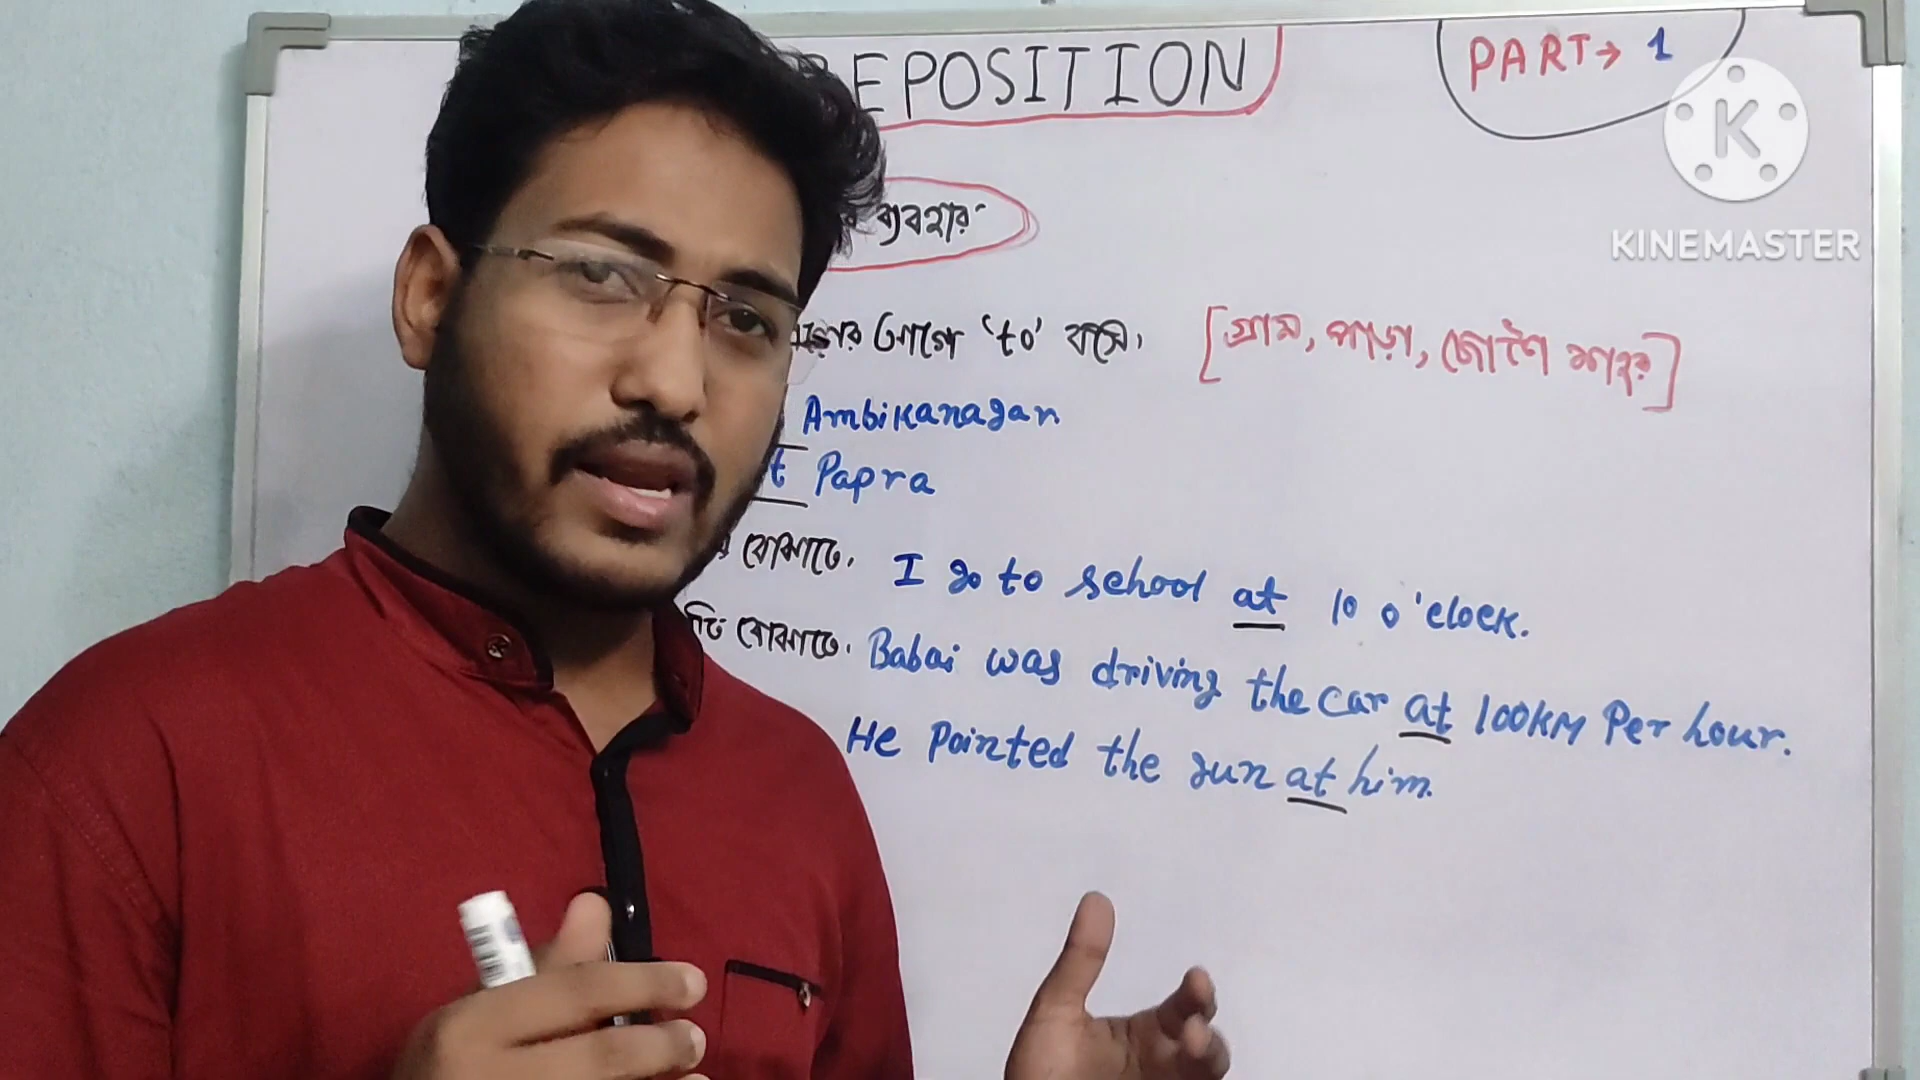 REPOSITION
PART→ 1
K
KINEMASTER
ব্যবহার
আগে 'to' বসে। [গ্রাম, পাড়া, ছোট শহর]
Ambikanagar
t Papra
বোঝাতে। I go to school at 10 o'clock.
বোঝাতে। Babai was driving the car at 100KM Per hour.
He Pointed the gun at him.